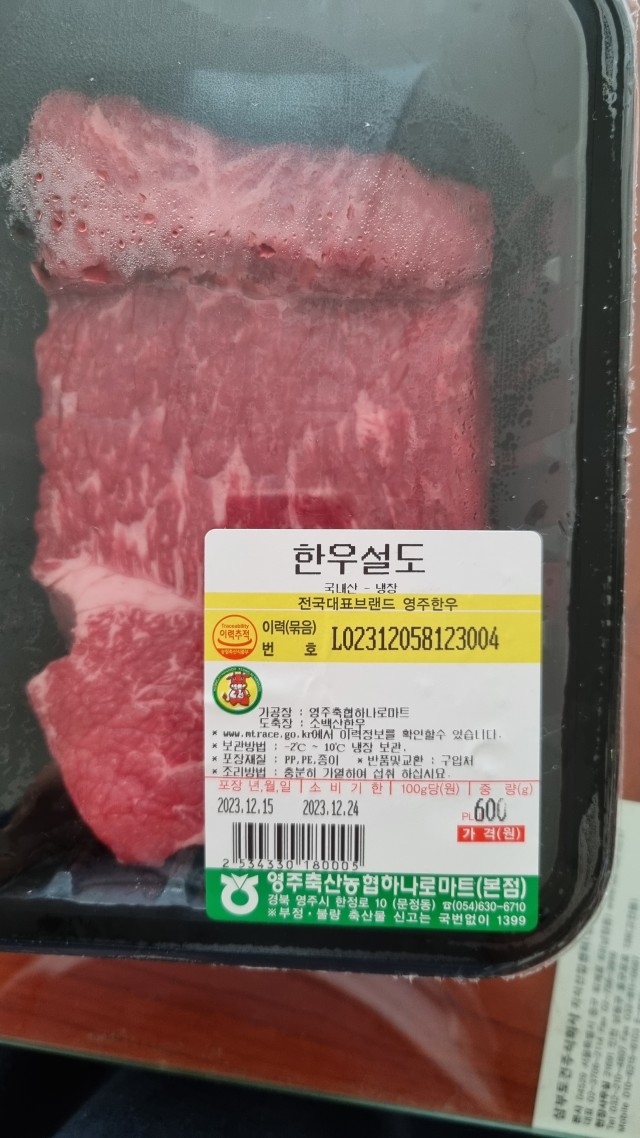 한우설도
국내산 - 냉장
전국대표브랜드 영주한우
Traceability
이력추적
이력(묶음)
번 호 L02312058123004
가공장 : 영주축협하나로마트
도축장 : 소백산한우
* www.mtrace.go.kr에서 이력정보를 확인할수 있습니다.
* 보관방법 : -2℃ ~ 10℃ 냉장 보관.
* 포장재질 : PP,PE,종이 * 반품및교환 : 구입처
* 조리방법 : 충분히 가열하여 섭취 하십시요.
포장 년,월,일 소 비 기 한 100g당(원) 중 량(g)
2023.12.15 2023.12.24 PL 600
가 격(원)
2 534330 180005
영주축산농협하나로마트(본점)
경북 영주시 한정로 10 (문정동) ☎(054)630-6710
※부정·불량 축산물 신고는 국번없이 1399